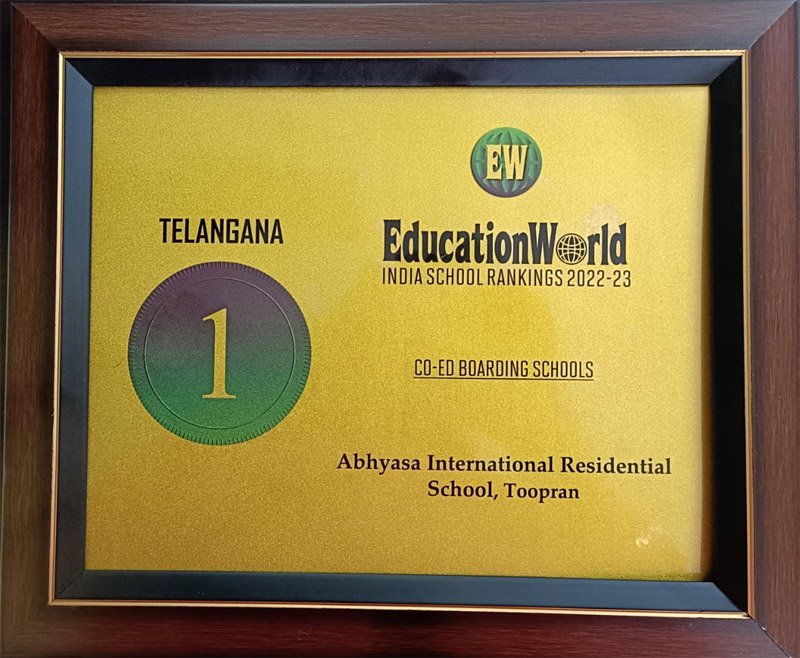 TELANGANA
1
EW
EducationWorld
INDIA SCHOOL RANKINGS 2022-23
CO-ED BOARDING SCHOOLS
Abhyasa International Residential
School, Toopran